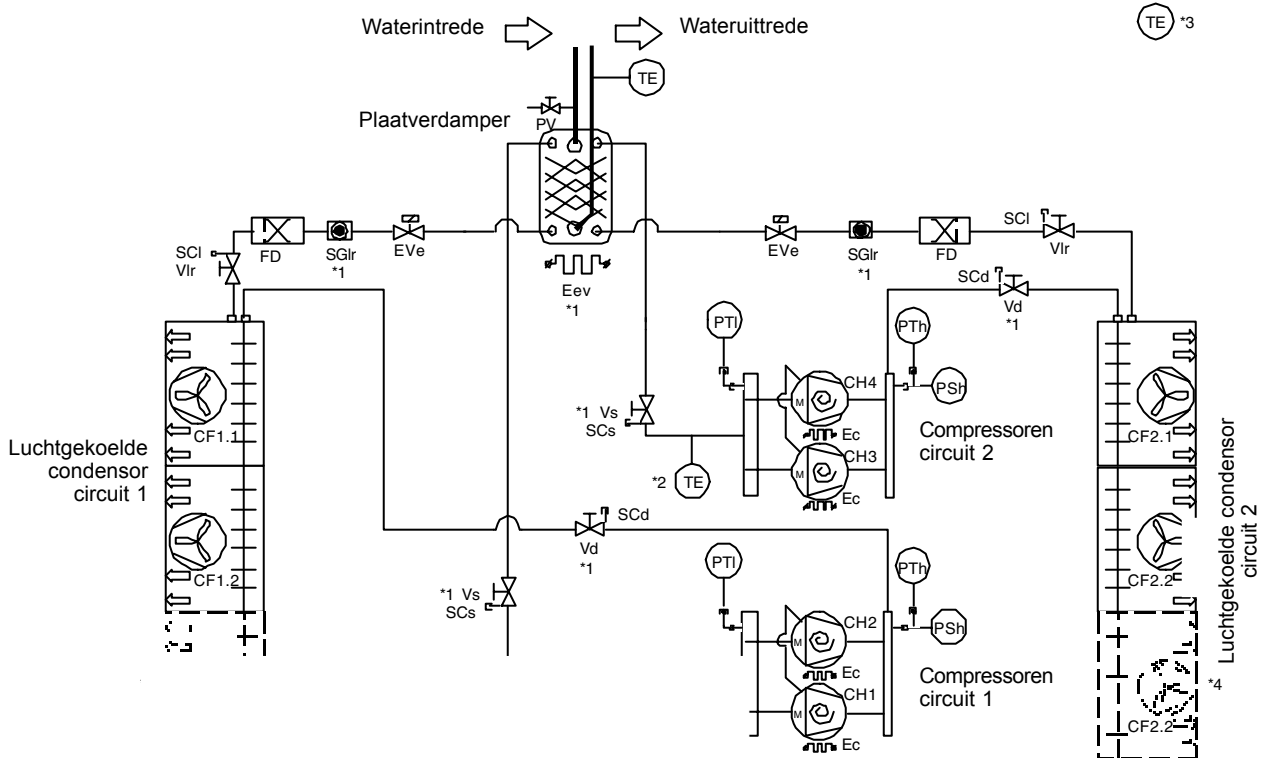 Waterintrede
Wateruittrede
TE *3
TE
Plaatverdamper
PV
SCl
Vlr
FD
SGlr
*1
EVe
Eev
*1
EVe
SGlr
*1
FD
SCl
Vlr
SCd
Vd
*1
PTl
PTh
PSh
CH4
M
Ec
CH3
M
Ec
*1 Vs
SCs
*2 TE
Compressoren
circuit 2
CF1.1
Luchtgekoelde
condensor
circuit 1
CF1.2
CF2.1
CF2.2
Luchtgekoelde condensor
circuit 2
SCd
Vd
*1
*1 Vs
SCs
PTl
PTh
PSh
CH2
M
Ec
CH1
M
Ec
Compressoren
circuit 1
*4
CF2.2